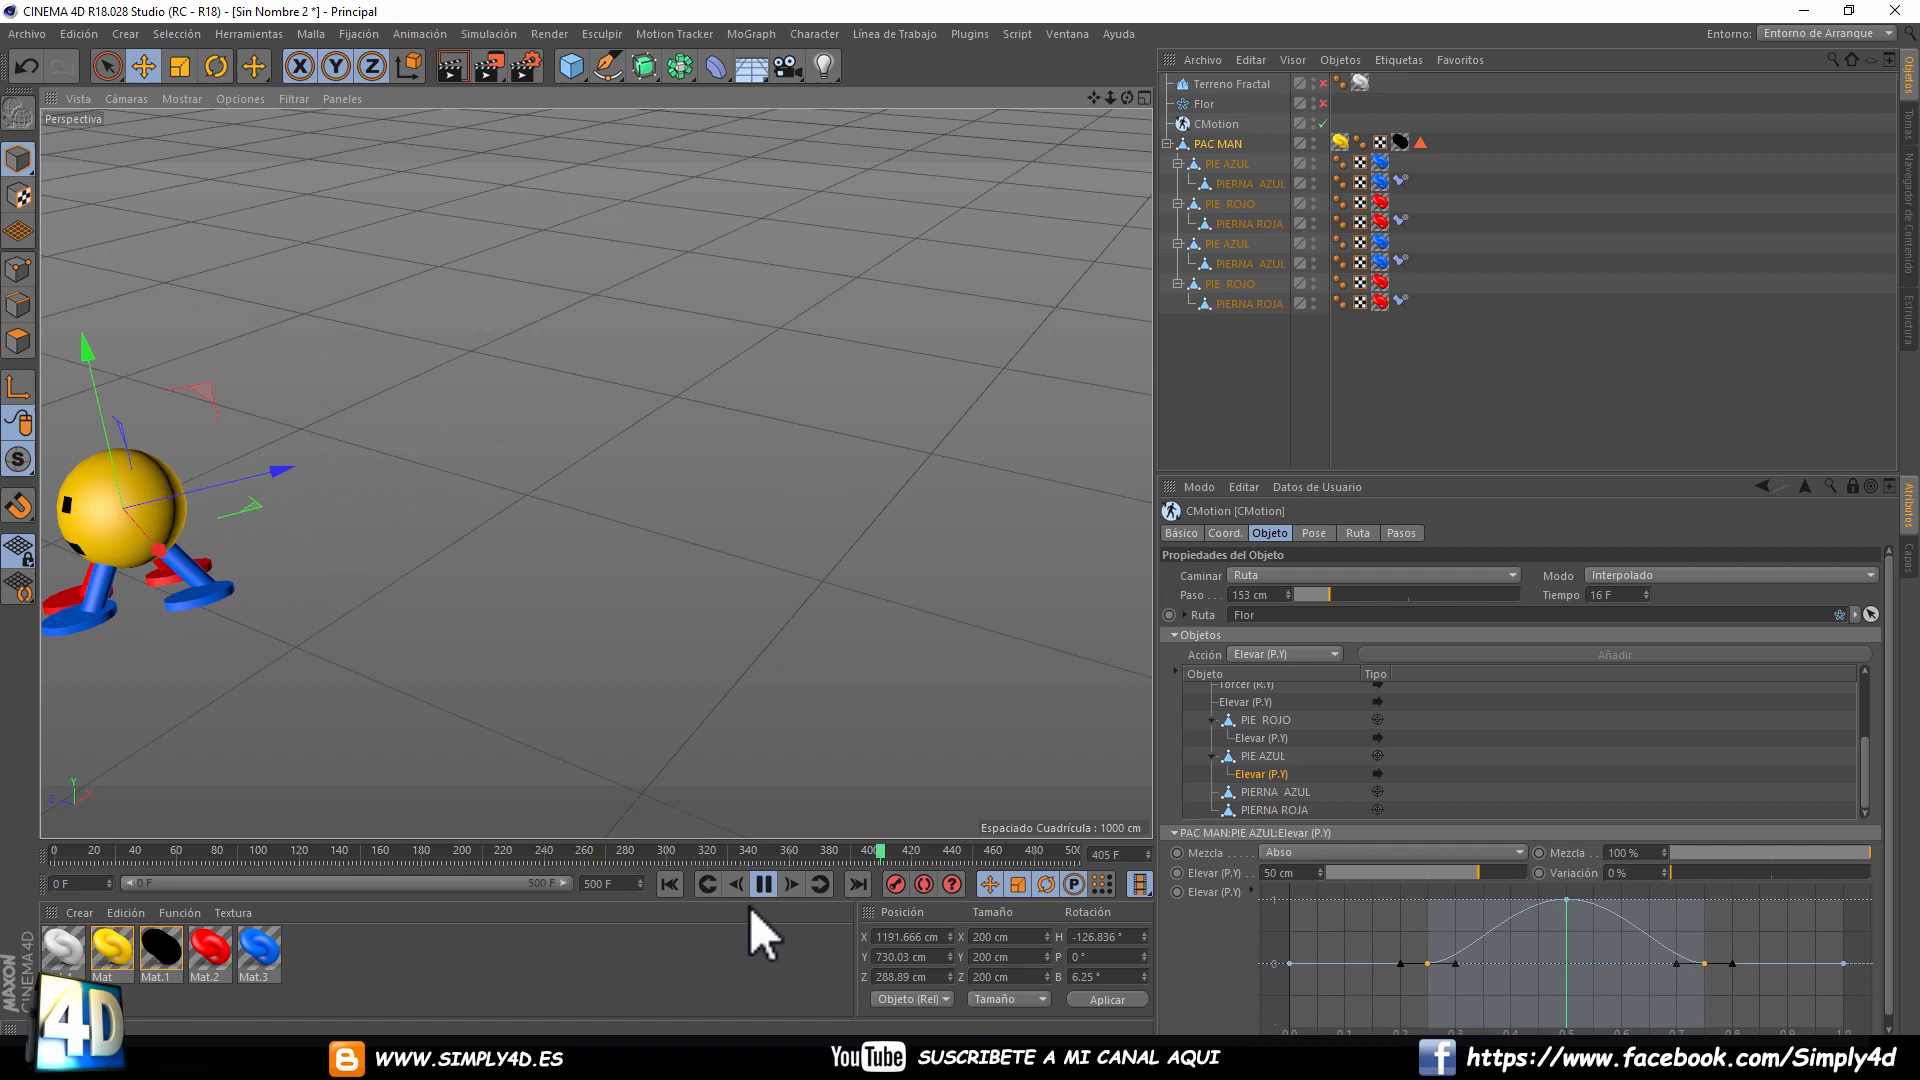 CINEMA 4D R18.028 Studio (RC - R18) - [Sin Nombre 2 *] - Principal
Archivo Edición Crear Selección Herramientas Malla Fijación Animación Simulación Render Esculpir Motion Tracker MoGraph Character Línea de Trabajo Plugins Script Ventana Ayuda Entorno: Entorno de Arranque
Vista Cámaras Mostrar Opciones Filtrar Paneles
Perspectiva
Espaciado Cuadrícula : 1000 cm
Archivo Editar Visor Objetos Etiquetas Favoritos
Terreno Fractal
Flor
CMotion
PAC MAN
PIE AZUL
PIERNA AZUL
PIE ROJO
PIERNA ROJA
PIE AZUL
PIERNA AZUL
PIE ROJO
PIERNA ROJA
Objetos
Tomas
Navegador de Contenido
Estructura
Modo Editar Datos de Usuario
CMotion [CMotion]
Básico Coord. Objeto Pose Ruta Pasos
Propiedades del Objeto
Caminar Ruta Modo Interpolado
Paso . . . 153 cm Tiempo 16 F
Ruta Flor
Objetos
Acción Elevar (P.Y) Añadir
Objeto Tipo
Torcer (R.Y)
Elevar (P.Y)
PIE ROJO
Elevar (P.Y)
PIE AZUL
Elevar (P.Y)
PIERNA AZUL
PIERNA ROJA
PAC MAN:PIE AZUL:Elevar (P.Y)
Mezcla . . . . . Abso Mezcla . . . 100 %
Elevar (P.Y) 50 cm Variación 0 %
Elevar (P.Y)
1
0
0.0 0.1 0.2 0.3 0.4 0.5 0.6 0.7 0.8 0.9 1.0
Atributos
Capas
0 20 40 60 80 100 120 140 160 180 200 220 240 260 280 300 320 340 360 380 400 420 440 460 480 500 405 F
0 F 0 F 500 F 500 F
Crear Edición Función Textura
Mat Mat.1 Mat.2 Mat.3
Posición Tamaño Rotación
X 1191.666 cm X 200 cm H -126.836 °
Y 730.03 cm Y 200 cm P 0 °
Z 288.89 cm Z 200 cm B 6.25 °
Objeto (Rel) Tamaño Aplicar
MAXON
CINEMA 4D
4D
WWW.SIMPLY4D.ES
YouTube SUSCRIBETE A MI CANAL AQUI
https://www.facebook.com/Simply4d